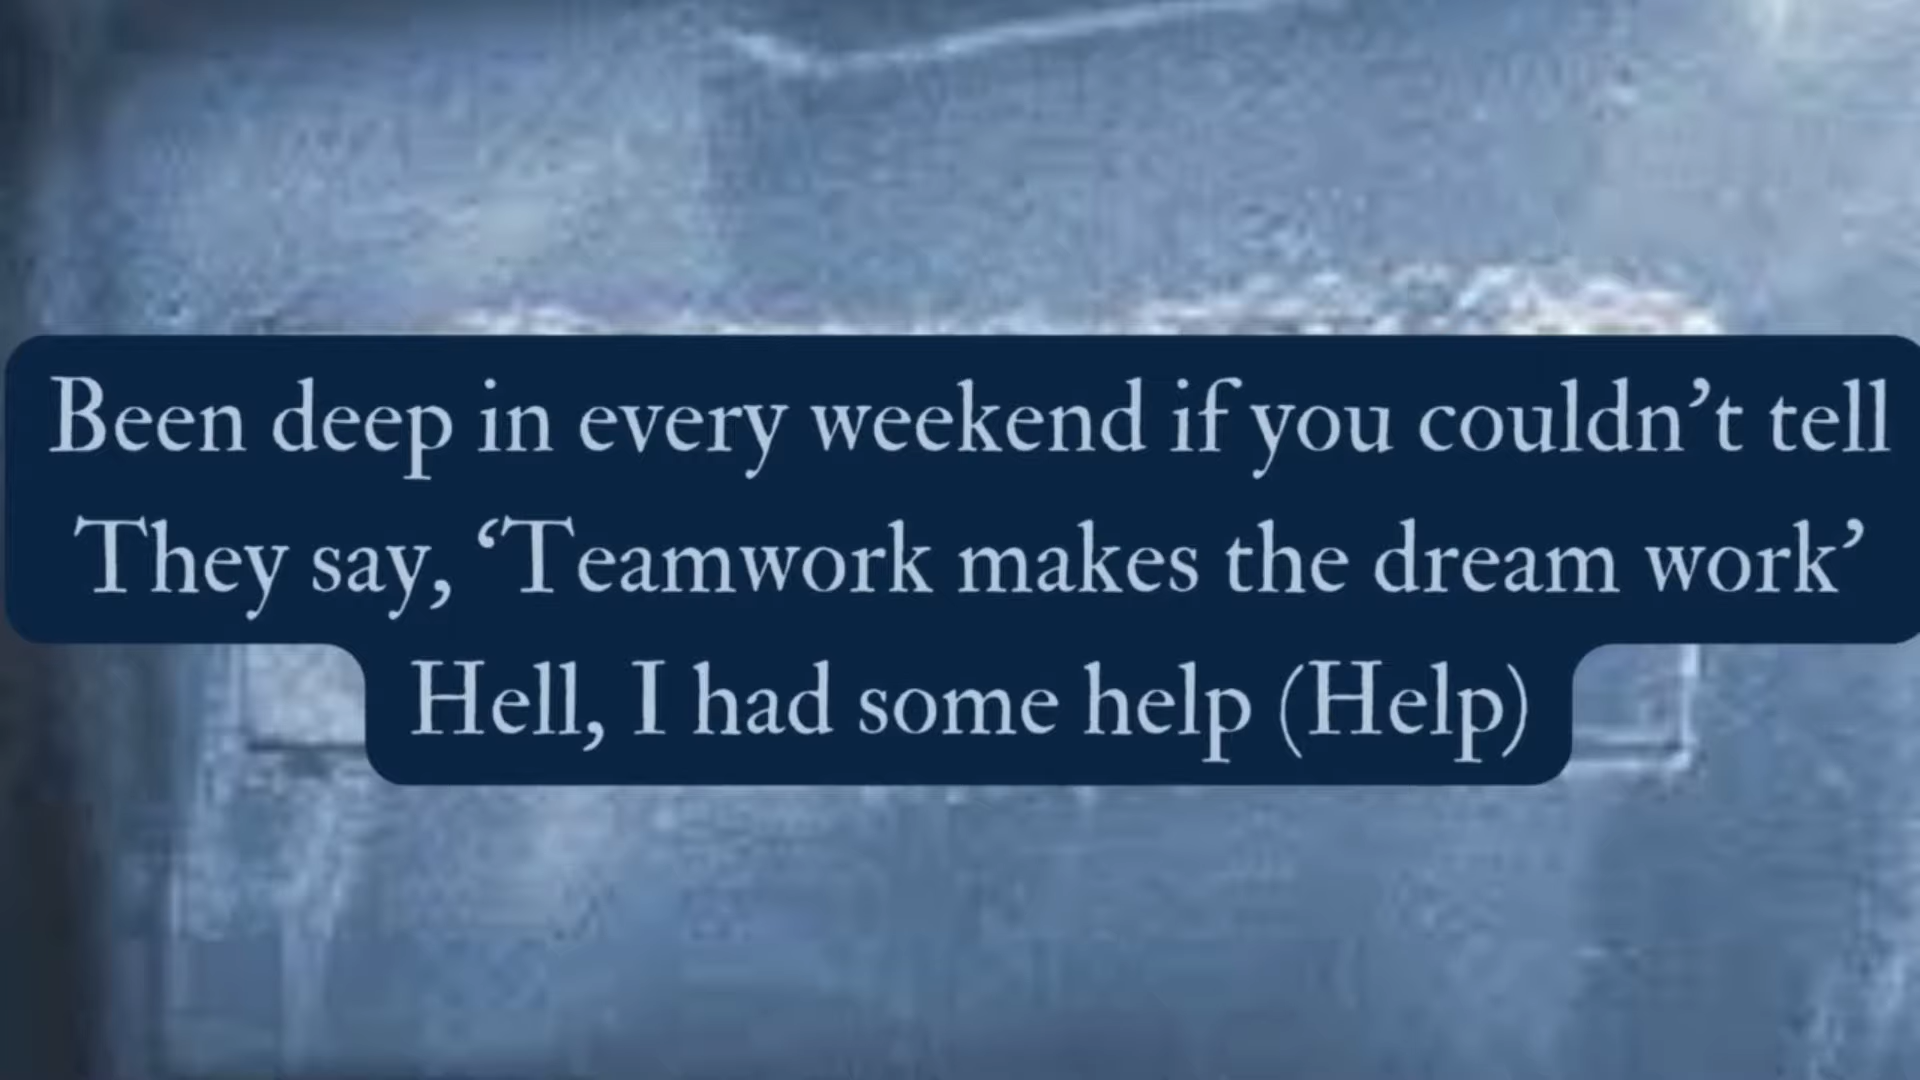 Been deep in every weekend if you couldn’t tell
They say, ‘Teamwork makes the dream work’
Hell, I had some help (Help)